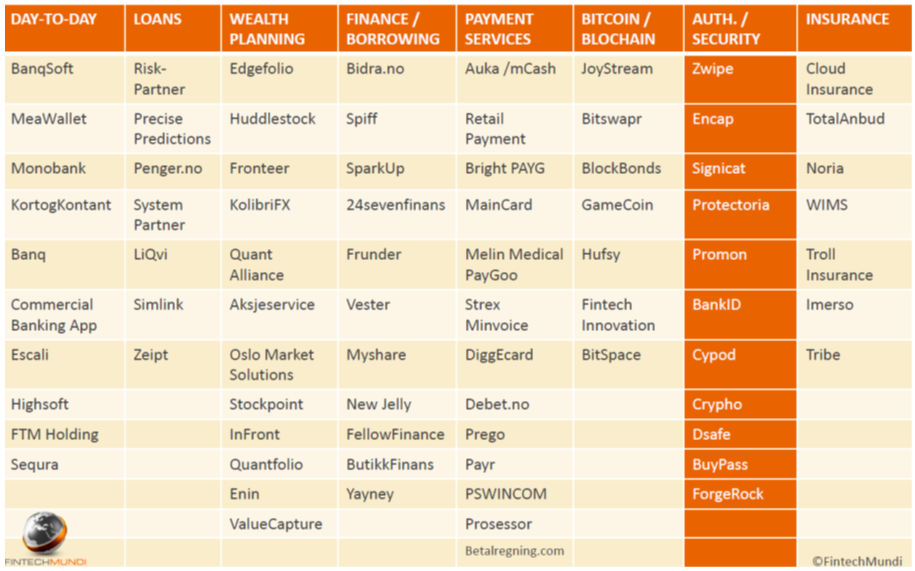 DAY-TO-DAY LOANS WEALTH PLANNING FINANCE / BORROWING PAYMENT SERVICES BITCOIN / BLOCHAIN AUTH. / SECURITY INSURANCE
BanqSoft Risk-Partner Edgefolio Bidra.no Auka /mCash JoyStream Zwipe Cloud Insurance
MeaWallet Precise Predictions Huddlestock Spiff Retail Payment Bitswapr Encap TotalAnbud
Monobank Penger.no Fronteer SparkUp Bright PAYG BlockBonds Signicat Noria
KortogKontant System Partner KolibriFX 24sevenfinans MainCard GameCoin Protectoria WIMS
Banq LiQvi Quant Alliance Frunder Melin Medical PayGoo Hufsy Promon Troll Insurance
Commercial Banking App Simlink Aksjeservice Vester Strex Minvoice Fintech Innovation BankID Imerso
Escali Zeipt Oslo Market Solutions Myshare DiggEcard BitSpace Cypod Tribe
Highsoft Stockpoint New Jelly Debet.no Crypho
FTM Holding InFront FellowFinance Prego Dsafe
Sequra Quantfolio ButikkFinans Payr BuyPass
Enin Yayney PSWINCOM ForgeRock
ValueCapture Prosessor
Betalregning.com
FINTECHMUNDI ©FintechMundi